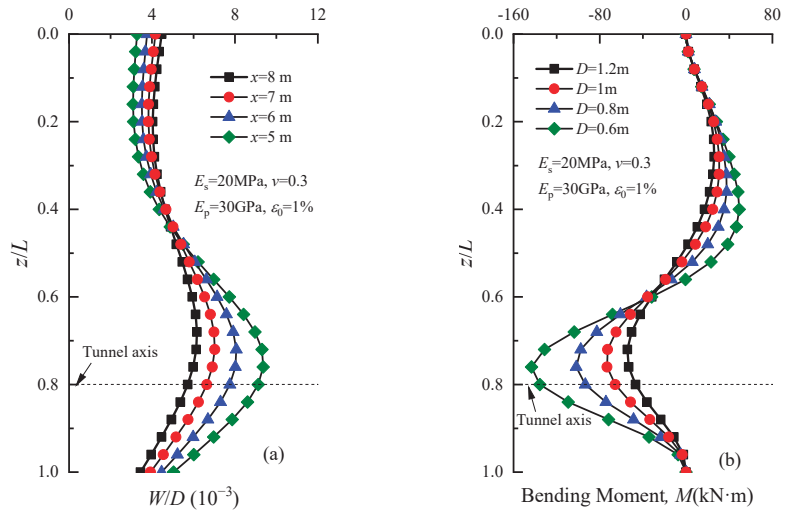 0 4 8 12
0.0
0.2
0.4
0.6
0.8
1.0
z/L
x=8 m
x=7 m
x=6 m
x=5 m
Eₛ=20MPa, v=0.3
Eₚ=30GPa, ε₀=1%
Tunnel axis
(a)
W/D (10⁻³)
-160 -80 0 80
0.0
0.2
0.4
0.6
0.8
1.0
z/L
D=1.2m
D=1m
D=0.8m
D=0.6m
Eₛ=20MPa, v=0.3
Eₚ=30GPa, ε₀=1%
Tunnel axis
(b)
Bending Moment, M(kN·m)